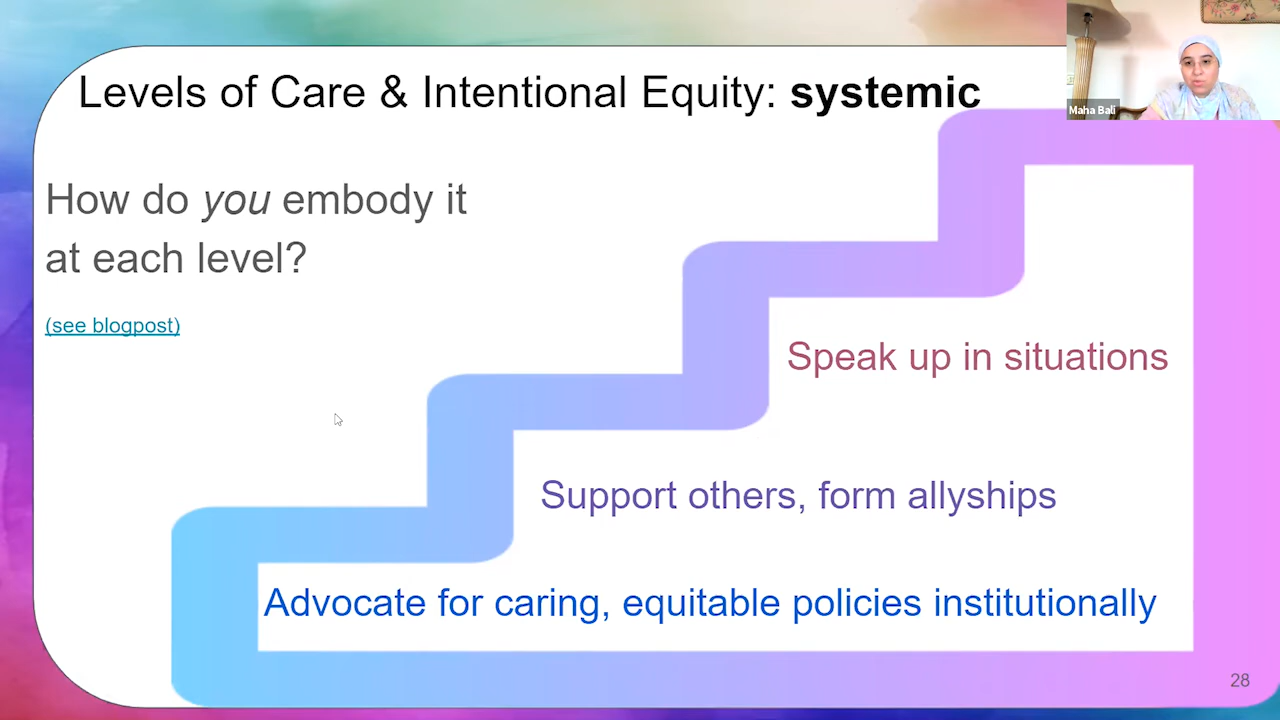 Levels of Care & Intentional Equity: systemic
Maha Bali
How do you embody it
at each level?
(see blogpost)
Speak up in situations
Support others, form allyships
Advocate for caring, equitable policies institutionally
28